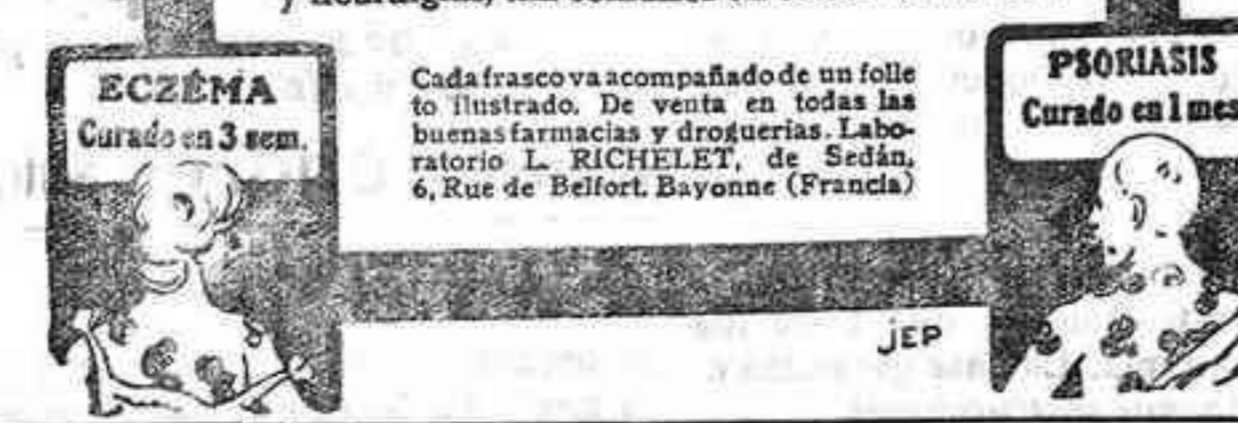 ECZÉMA
Curado en 3 sem.
Cada frasco va acompañado de un folle
to ilustrado. De venta en todas las
buenas farmacias y droguerias. Labo-
ratorio L. RICHELET, de Sedán,
6, Rue de Belfort. Bayonne (Francia)
PSORIASIS
Curado en 1 mes
jEP